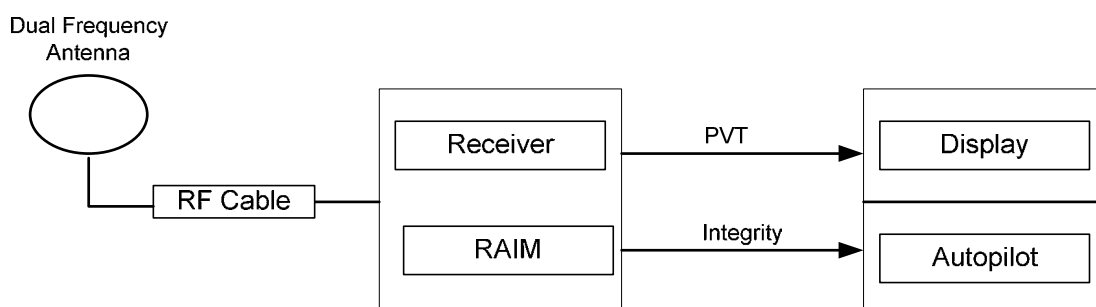 Dual Frequency
Antenna
RF Cable
Receiver
RAIM
PVT
Integrity
Display
Autopilot